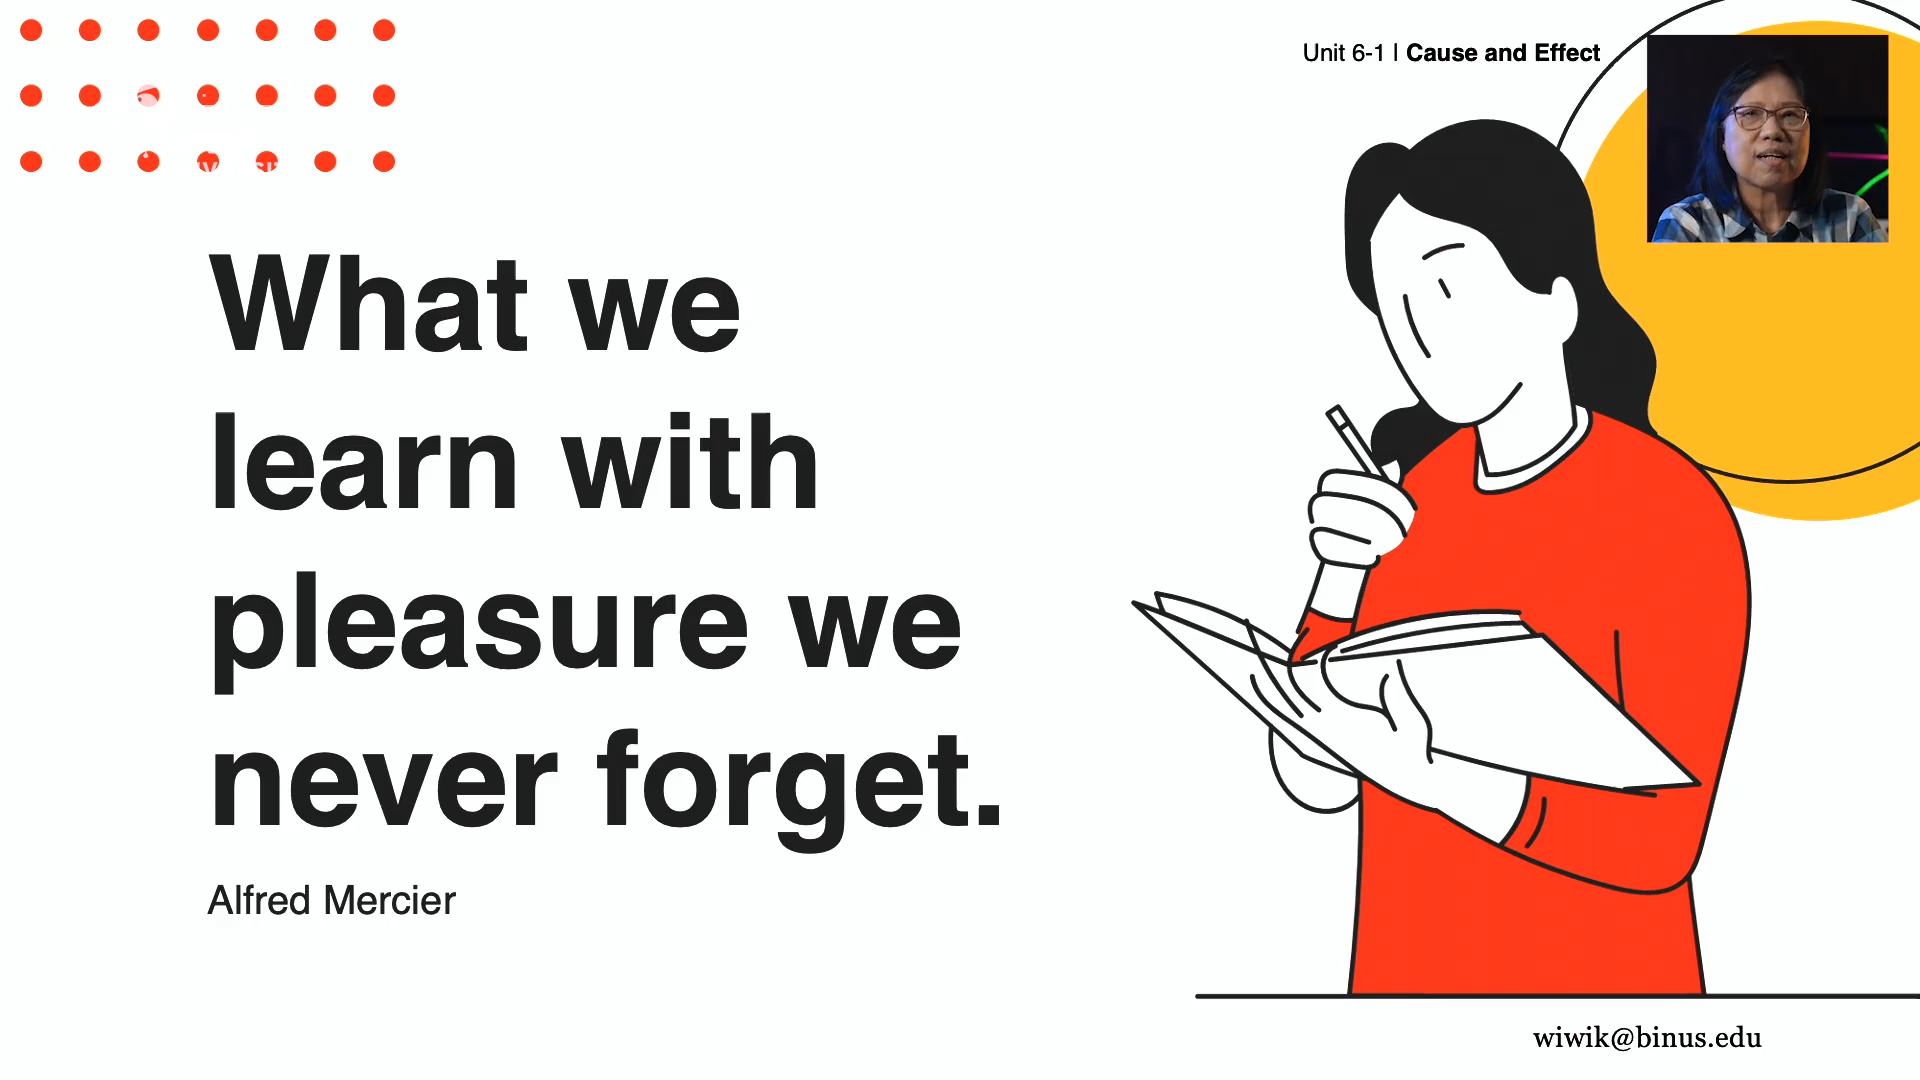 Unit 6-1 | Cause and Effect
What we
learn with
pleasure we
never forget.
Alfred Mercier
wiwik@binus.edu